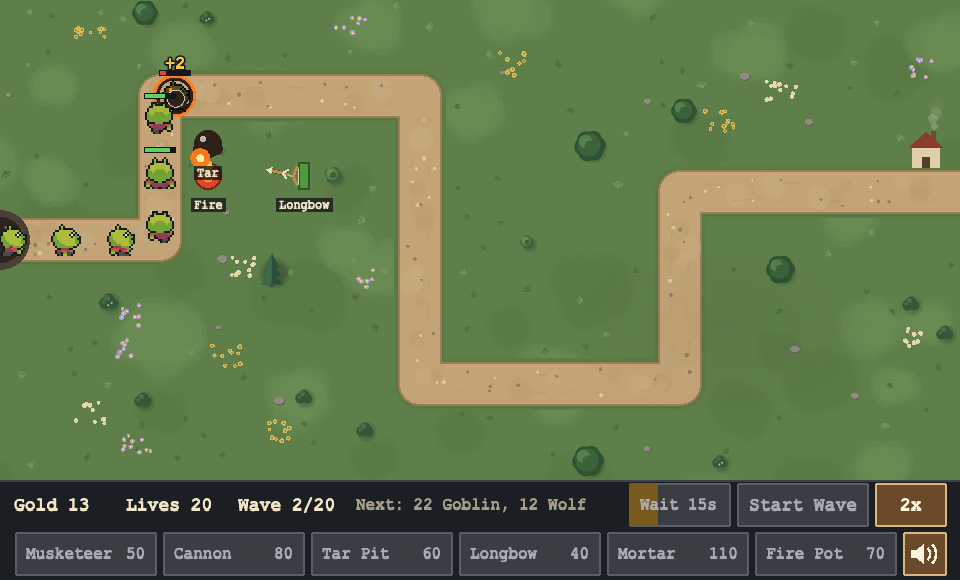 +2
Tar
Fire
Longbow
Gold 13 Lives 20 Wave 2/20 Next: 22 Goblin, 12 Wolf Wait 15s Start Wave 2x
Musketeer 50 Cannon 80 Tar Pit 60 Longbow 40 Mortar 110 Fire Pot 70